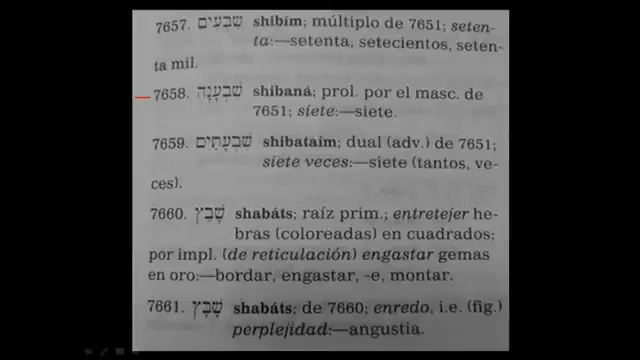 7657. שִׁבְעִים shibim; múltiplo de 7651; seten-
ta:—setenta, setecientos, seten-
ta mil.
7658. שִׁבְעָנָה shibaná; prol. por el masc. de
7651; siete:—siete.
7659. שִׁבְעָתַיִם shibataim; dual (adv.) de 7651;
siete veces:—siete (tantos, ve-
ces).
7660. שָׁבַץ shabáts; raíz prim.; entretejer he-
bras (coloreadas) en cuadrados;
por impl. (de reticulación) engastar gemas
en oro:—bordar, engastar, -e, montar.
7661. שָׁבָץ shabáts; de 7660; enredo, i.e. (fig.)
perplejidad:—angustia.